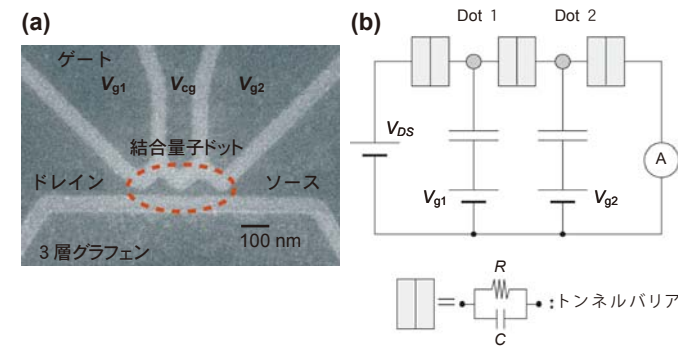 (a)
ゲート
Vg1 Vcg Vg2
結合量子ドット
ドレイン ソース
100 nm
3層グラフェン
(b)
Dot 1 Dot 2
VDS
A
Vg1 Vg2
R
C
:トンネルバリア